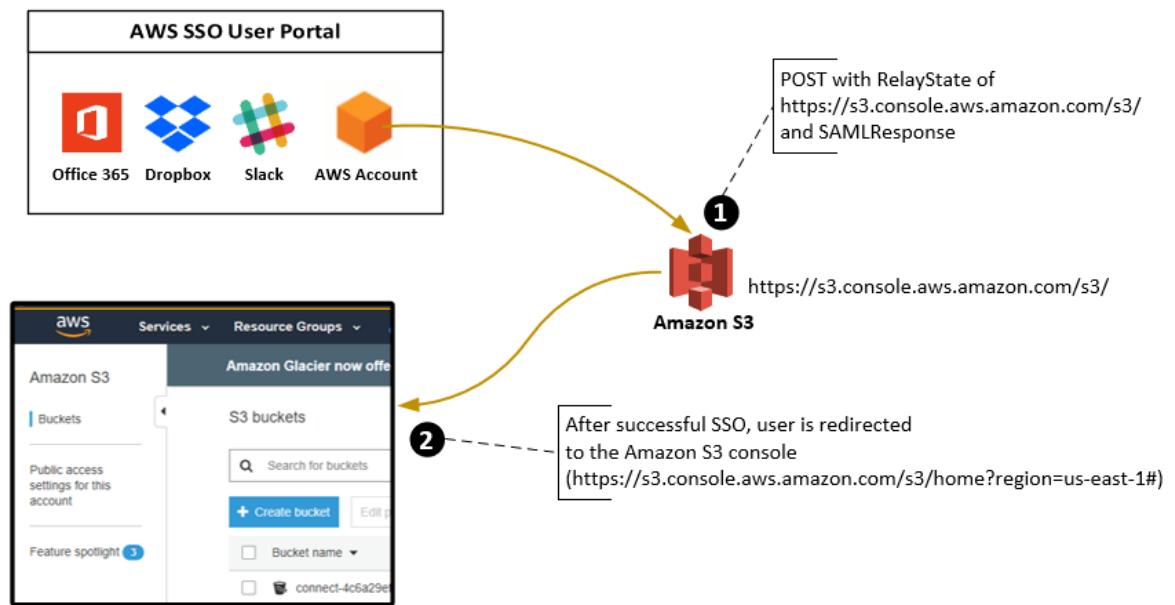 AWS SSO User Portal
Office 365
Dropbox
Slack
AWS Account
POST with RelayState of
https://s3.console.aws.amazon.com/s3/
and SAMLResponse
1
https://s3.console.aws.amazon.com/s3/
Amazon S3
aws
Services
Resource Groups
Amazon Glacier now offe
Amazon S3
Buckets
Public access
settings for this
account
Feature spotlight 3
S3 buckets
Search for buckets
+ Create bucket
Edit p
Bucket name
connect-4c6a29ef
2
After successful SSO, user is redirected
to the Amazon S3 console
(https://s3.console.aws.amazon.com/s3/home?region=us-east-1#)